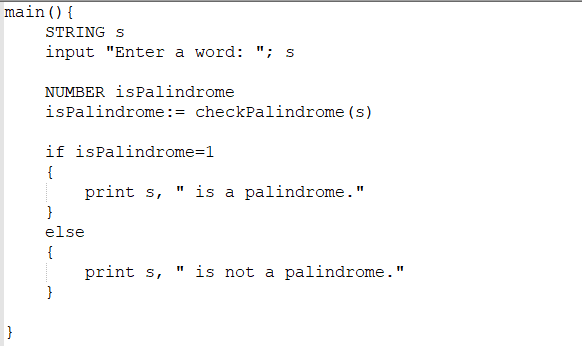 main(){
STRING s
input "Enter a word: "; s
NUMBER isPalindrome
isPalindrome:= checkPalindrome(s)
if isPalindrome=1
{
print s, " is a palindrome."
}
else
{
print s, " is not a palindrome."
}
}